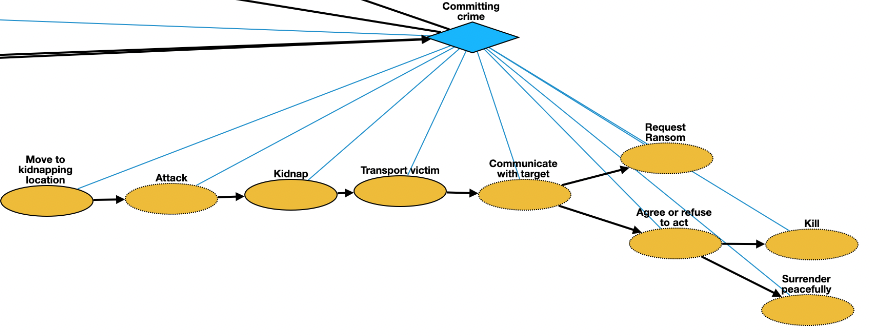 Committing
crime
Request
Ransom
Move to
kidnapping
location
Attack
Kidnap
Transport victim
Communicate
with target
Agree or refuse
to act
Kill
Surrender
peacefully